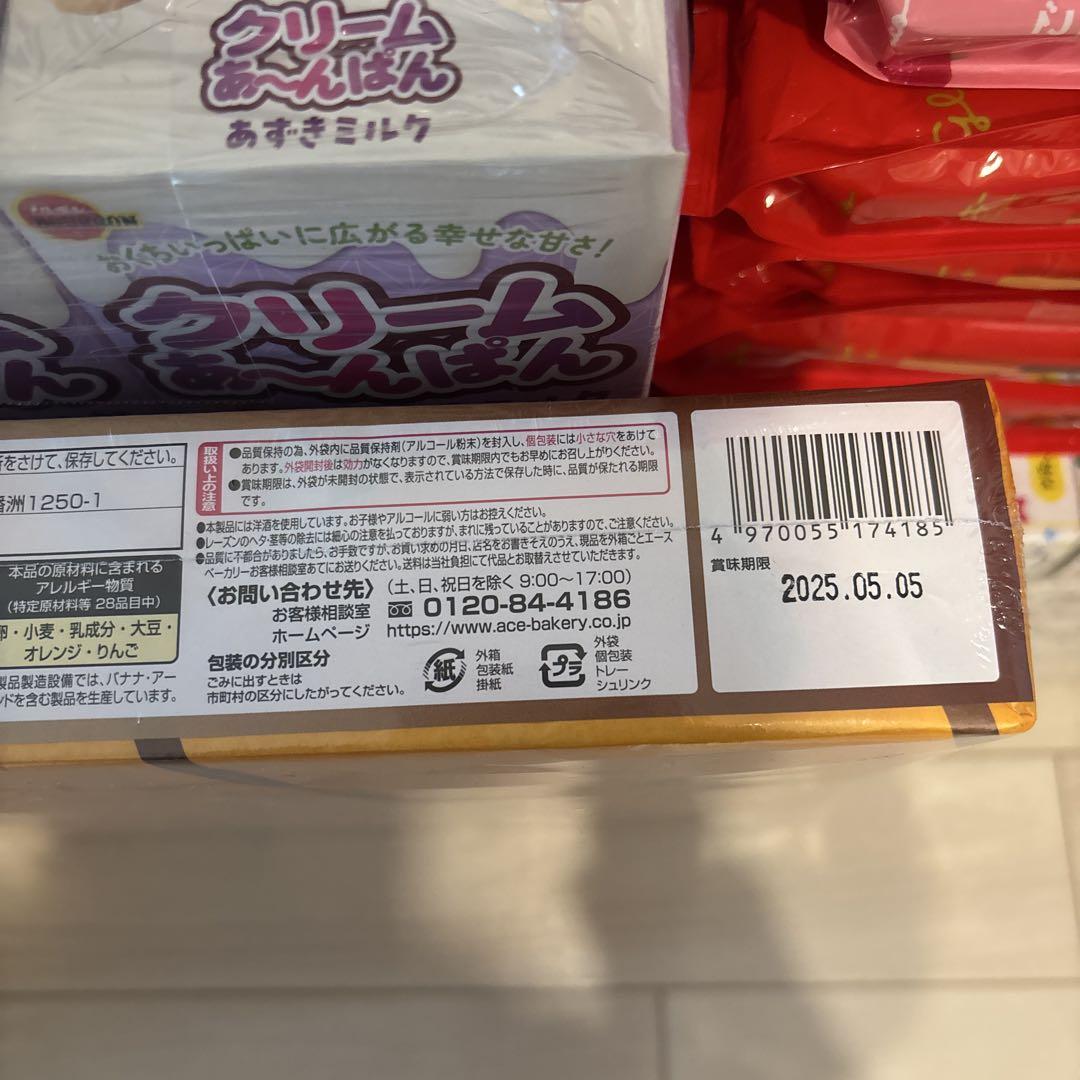 クリーム
あ〜んぱん
あずきミルク
おくちいっぱいに広がる幸せな甘さ!
クリーム
あ〜んぱん
をさけて、保存してください。
洲1250-1
本品の原材料に含まれる
アレルギー物質
(特定原材料等 28品目中)
卵・小麦・乳成分・大豆・
オレンジ・りんご
製品製造設備では、バナナ・アー
ンドを含む製品を生産しています。
取扱い上の注意
●品質保持の為、外袋内に品質保持剤(アルコール粉末)を封入し、個包装には小さな穴をあけて
あります。外袋開封後は効力がなくなりますので、賞味期限内でもお早めにお召し上がりください。
●賞味期限は、外袋が未開封の状態で、表示されている方法で保存した時に、品質が保たれる期限
です。
●本製品には洋酒を使用しています。お子様やアルコールに弱い方はお控えください。
●レーズンのヘタ・茎等の除去には細心の注意を払っておりますが、まれに残っていることがありますので、ご注意ください。
●品質に不都合がありましたら、お手数ですが、お買い求めの月日、店名をお書きそえのうえ、現品を外箱ごとエース
ベーカリーお客様相談室あてにお送りください。送料は当社負担にて代品とお取替えさせていただきます。
〈お問い合わせ先〉(土、日、祝日を除く 9:00〜17:00)
お客様相談室 0120-84-4186
ホームページ https://www.ace-bakery.co.jp
包装の分別区分
ごみに出すときは
市町村の区分にしたがってください。
紙
外箱
包装紙
掛紙
プラ
外袋
個包装
トレー
シュリンク
4 970055 174185
賞味期限
2025.05.05